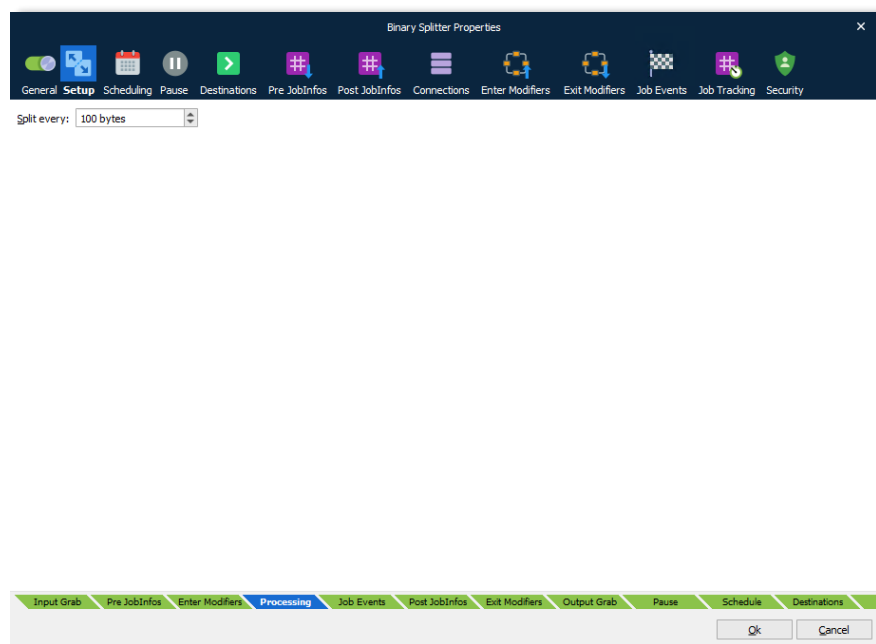 Binary Splitter Properties
General Setup Scheduling Pause Destinations Pre JobInfos Post JobInfos Connections Enter Modifiers Exit Modifiers Job Events Job Tracking Security
Split every: 100 bytes
Input Grab Pre JobInfos Enter Modifiers Processing Job Events Post JobInfos Exit Modifiers Output Grab Pause Schedule Destinations
Ok Cancel